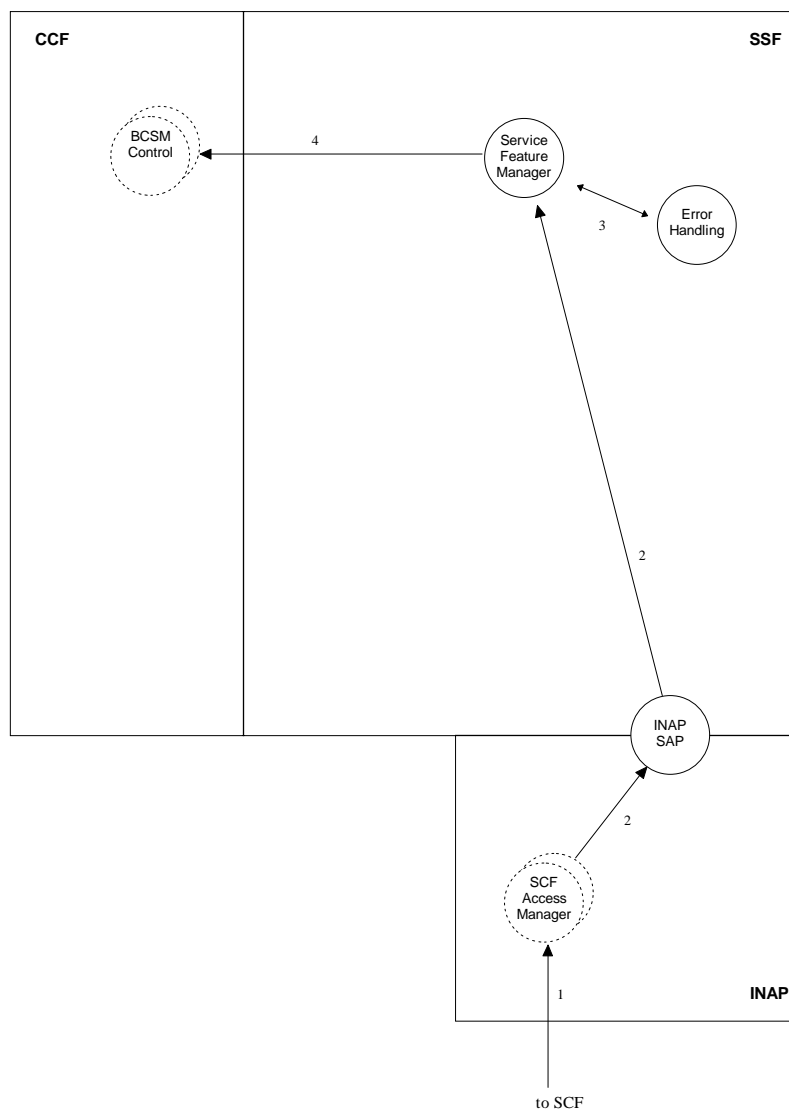 CCF
SSF
BCSM
Control
4
Service
Feature
Manager
3
Error
Handling
2
INAP
SAP
2
SCF
Access
Manager
1
INAP
to SCF